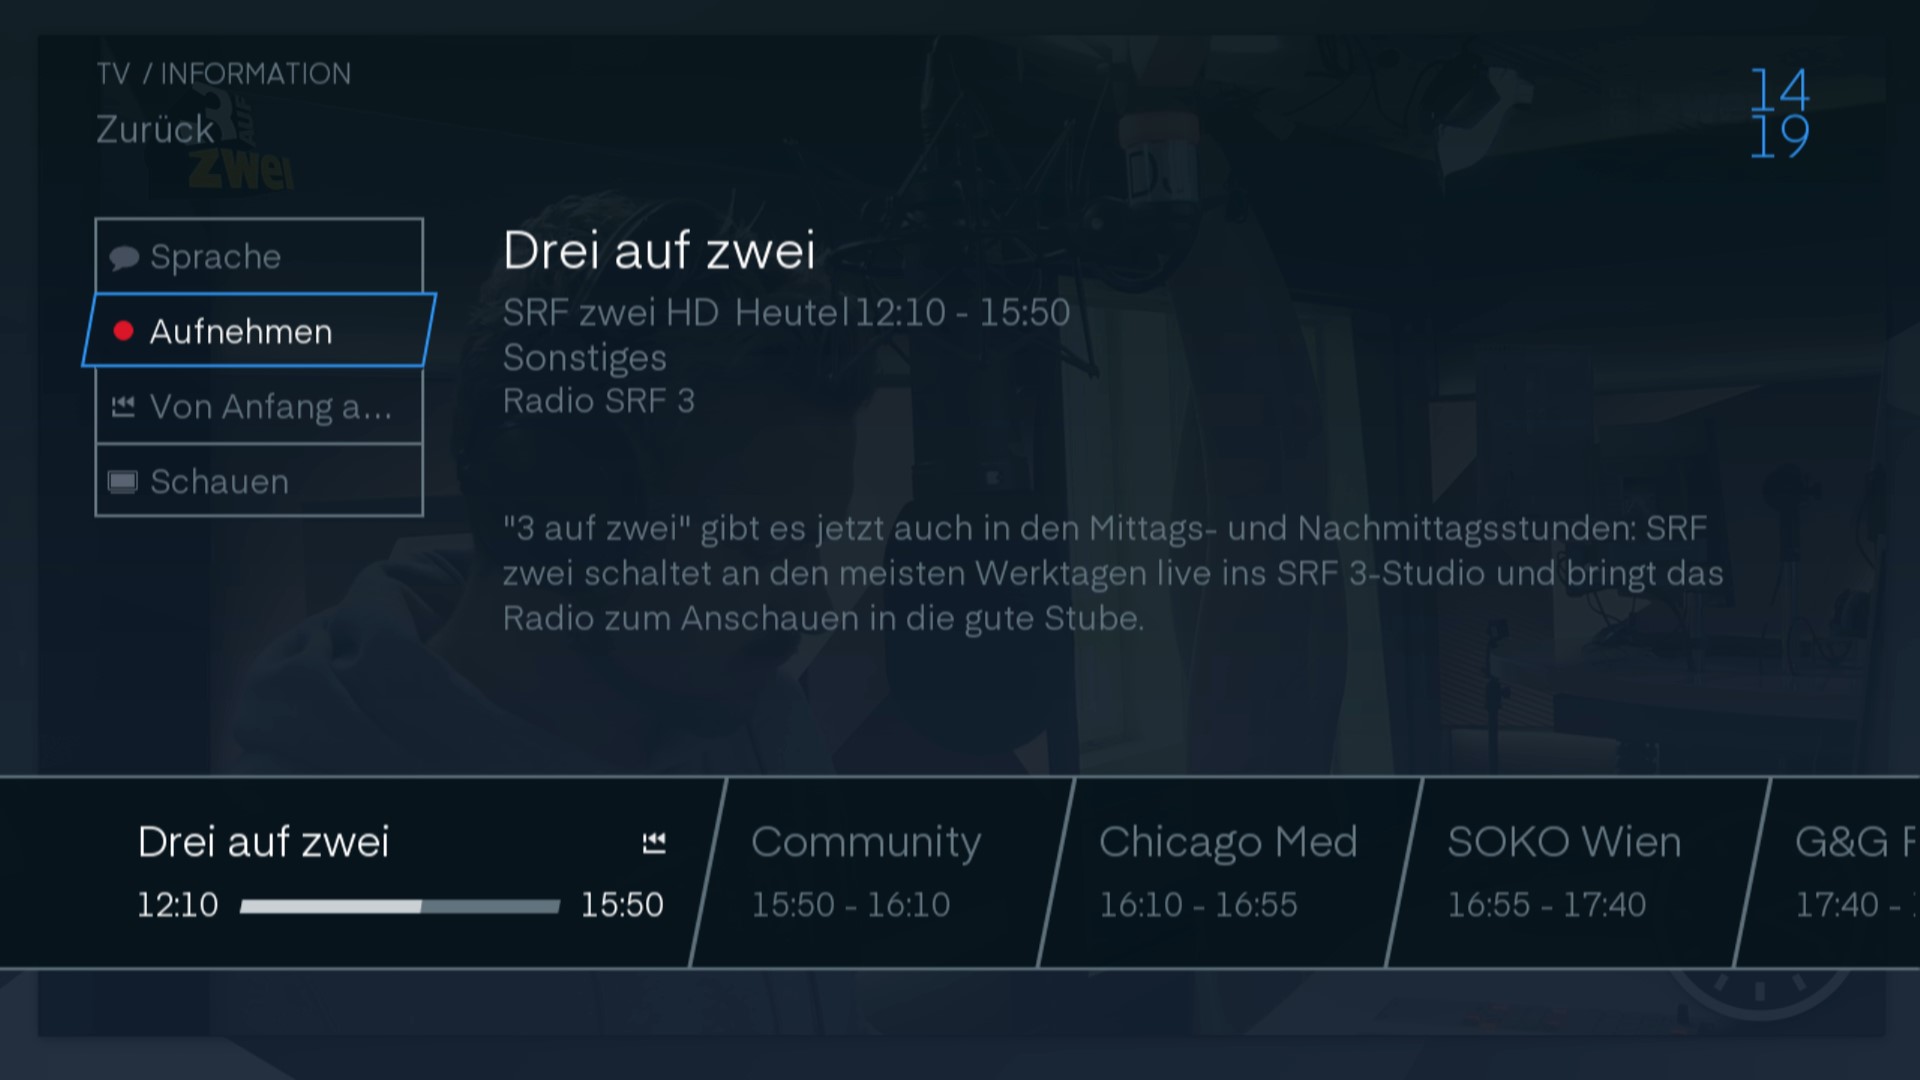 TV / INFORMATION
Zurück
3 AUF
zwei
14
19
Sprache
Aufnehmen
Von Anfang a...
Schauen
Drei auf zwei
SRF zwei HD Heute|12:10 - 15:50
Sonstiges
Radio SRF 3
"3 auf zwei" gibt es jetzt auch in den Mittags- und Nachmittagsstunden: SRF
zwei schaltet an den meisten Werktagen live ins SRF 3-Studio und bringt das
Radio zum Anschauen in die gute Stube.
Drei auf zwei
12:10 15:50
Community
15:50 - 16:10
Chicago Med
16:10 - 16:55
SOKO Wien
16:55 - 17:40
G&G
17:40 -